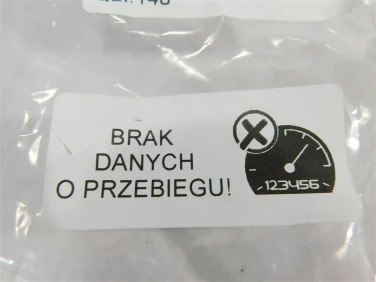 BRAK
DANYCH
O PRZEBIEGU!
123456